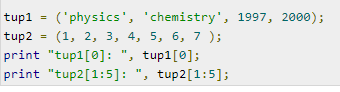 tup1 = ('physics', 'chemistry', 1997, 2000);
tup2 = (1, 2, 3, 4, 5, 6, 7 );
print "tup1[0]: ", tup1[0];
print "tup2[1:5]: ", tup2[1:5];